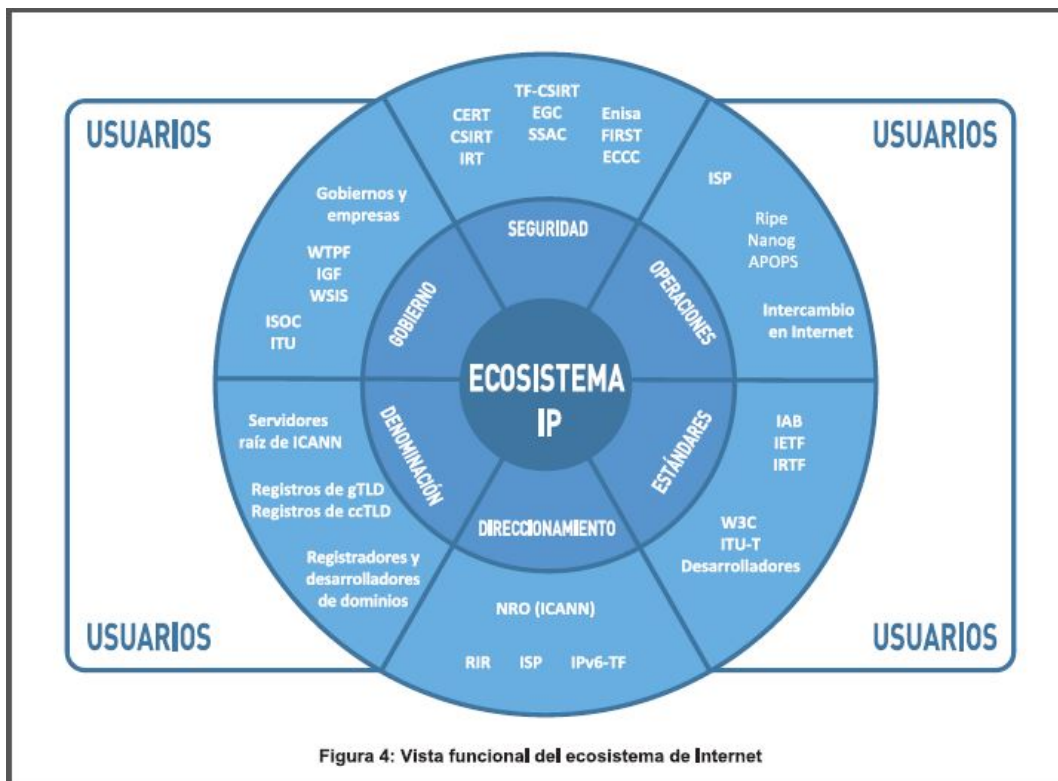 USUARIOS
USUARIOS
TF-CSIRT
EGC
SSAC
CERT
CSIRT
IRT
Enisa
FIRST
ECCC
SEGURIDAD
ISP
Ripe
Nanog
APOPS
Intercambio
en Internet
OPERACIONES
Gobiernos y
empresas
WTPF
IGF
WSIS
ISOC
ITU
GOBIERNO
ECOSISTEMA
IP
Servidores
raíz de ICANN
Registros de gTLD
Registros de ccTLD
Registradores y
desarrolladores
de dominios
DENOMINACIÓN
IAB
IETF
IRTF
W3C
ITU-T
Desarrolladores
ESTÁNDARES
DIRECCIONAMIENTO
NRO (ICANN)
RIR ISP IPv6-TF
USUARIOS
USUARIOS
Figura 4: Vista funcional del ecosistema de Internet